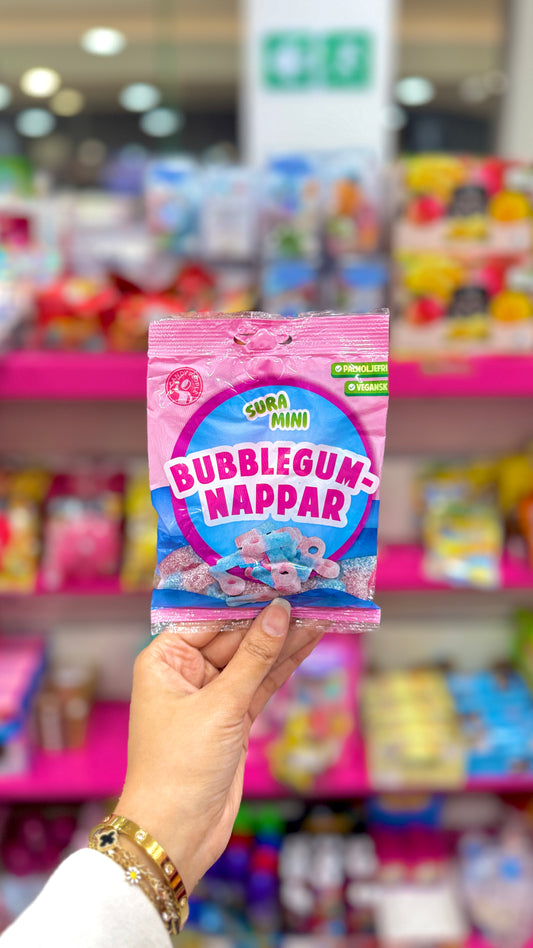 PALMOLJEFRI
VEGANSK
SURA
MINI
BUBBLEGUM-
NAPPAR